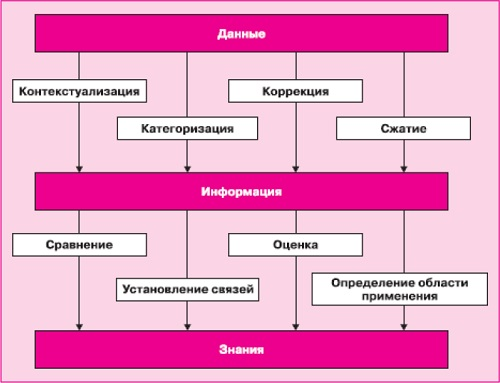 Данные
Контекстуализация
Коррекция
Категоризация
Сжатие
Информация
Сравнение
Оценка
Установление связей
Определение области
применения
Знания